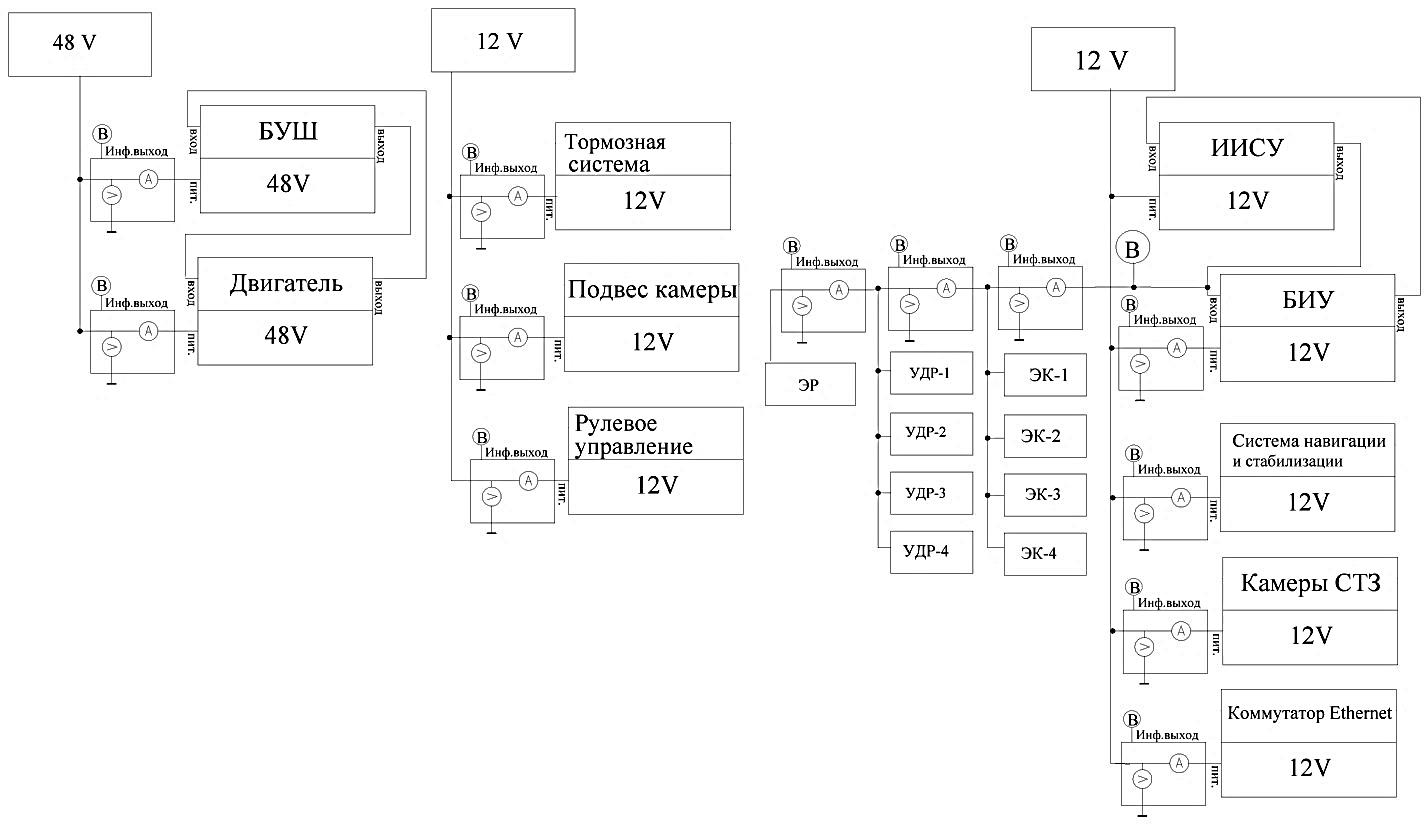 48 V
В
Инф.выход
А
V
пит.
вход
БУШ
выход
48V
В
Инф.выход
А
V
пит.
вход
Двигатель
выход
48V
12 V
В
Инф.выход
А
V
пит.
Тормозная
система
12V
В
Инф.выход
А
V
пит.
Подвес камеры
12V
В
Инф.выход
А
V
пит.
Рулевое
управление
12V
В
Инф.выход
А
V
ЭР
В
Инф.выход
А
V
УДР-1
УДР-2
УДР-3
УДР-4
В
Инф.выход
А
V
ЭК-1
ЭК-2
ЭК-3
ЭК-4
12 V
вход
ИИСУ
выход
пит.
12V
В
В
Инф.выход
А
V
пит.
вход
БИУ
выход
12V
В
Инф.выход
А
V
пит.
Система навигации
и стабилизации
12V
В
Инф.выход
А
V
пит.
Камеры СТЗ
12V
В
Инф.выход
А
V
пит.
Коммутатор Ethernet
12V